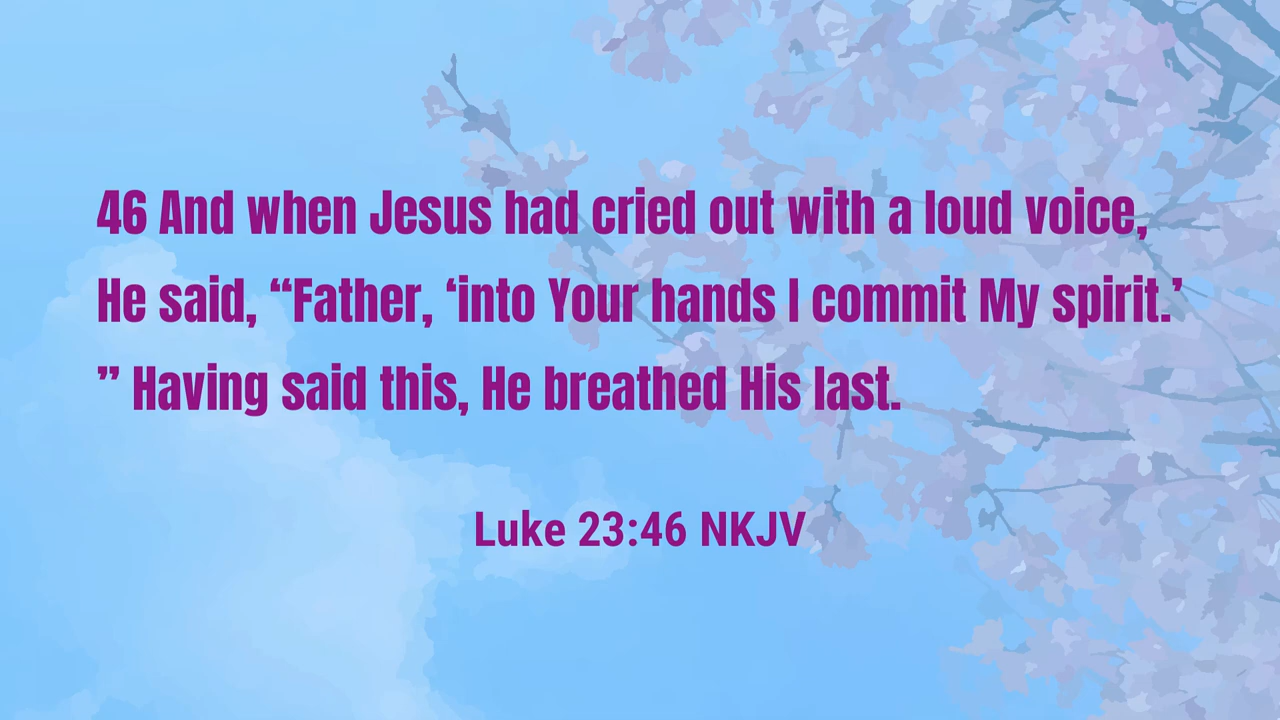 46 And when Jesus had cried out with a loud voice,
He said, “Father, ‘into Your hands I commit My spirit.’
” Having said this, He breathed His last.
Luke 23:46 NKJV